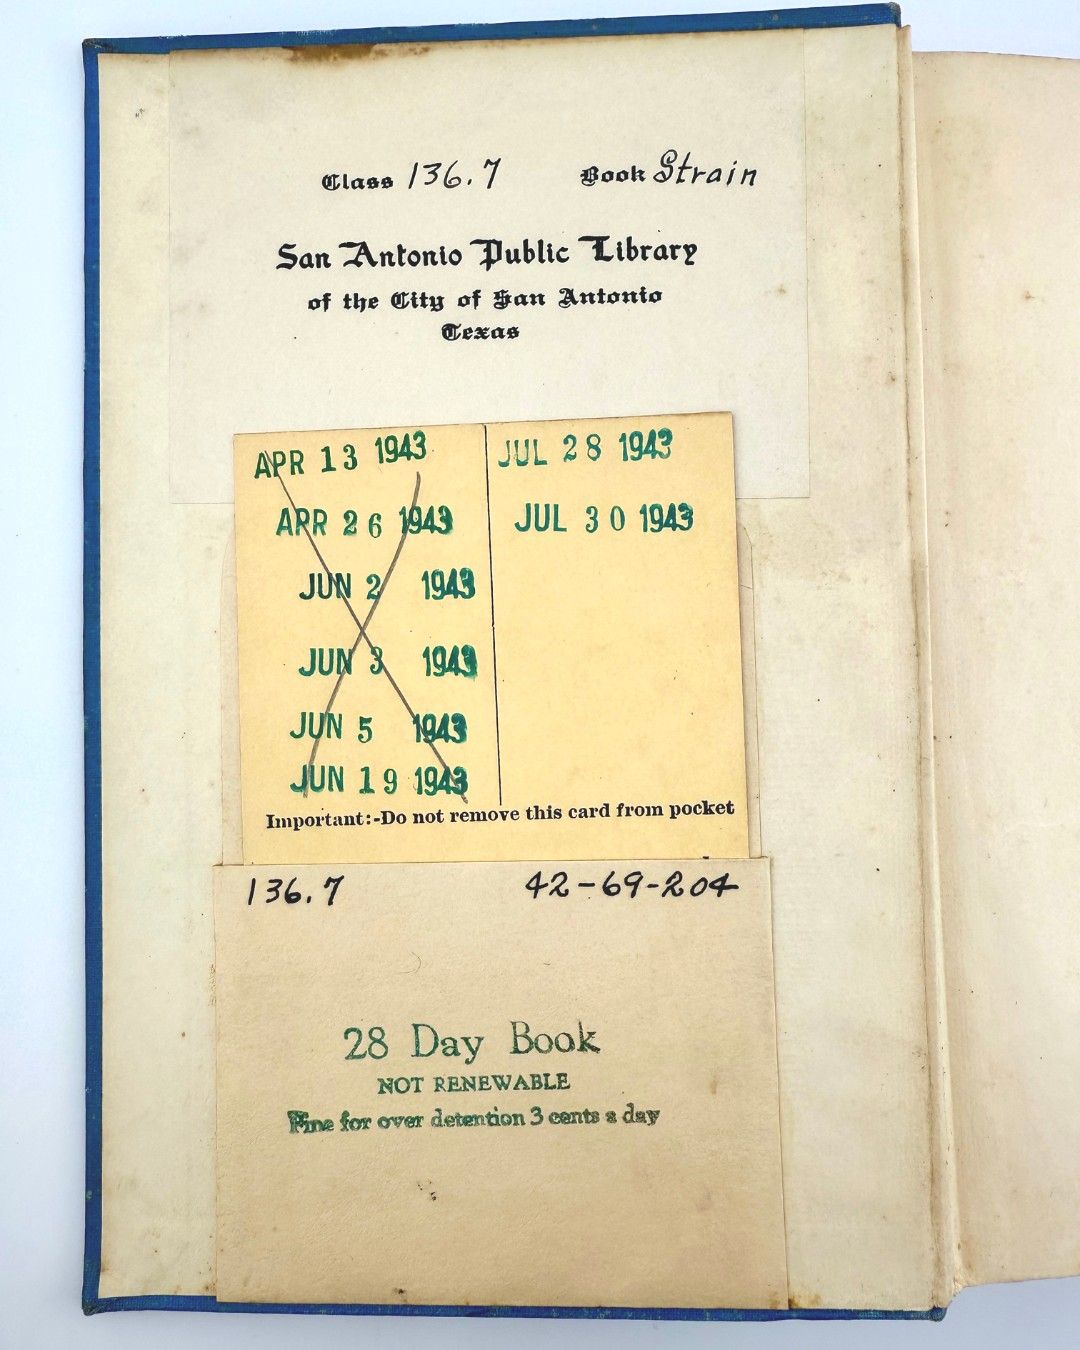 Class 136.7 Book Strain
San Antonio Public Library
of the City of San Antonio
Texas
APR 13 1943
APR 26 1943
JUN 2 1943
JUN 3 1943
JUN 5 1943
JUN 19 1943
JUL 28 1943
JUL 30 1943
Important:-Do not remove this card from pocket
136.7 42-69-204
28 Day Book
NOT RENEWABLE
Fine for over detention 3 cents a day